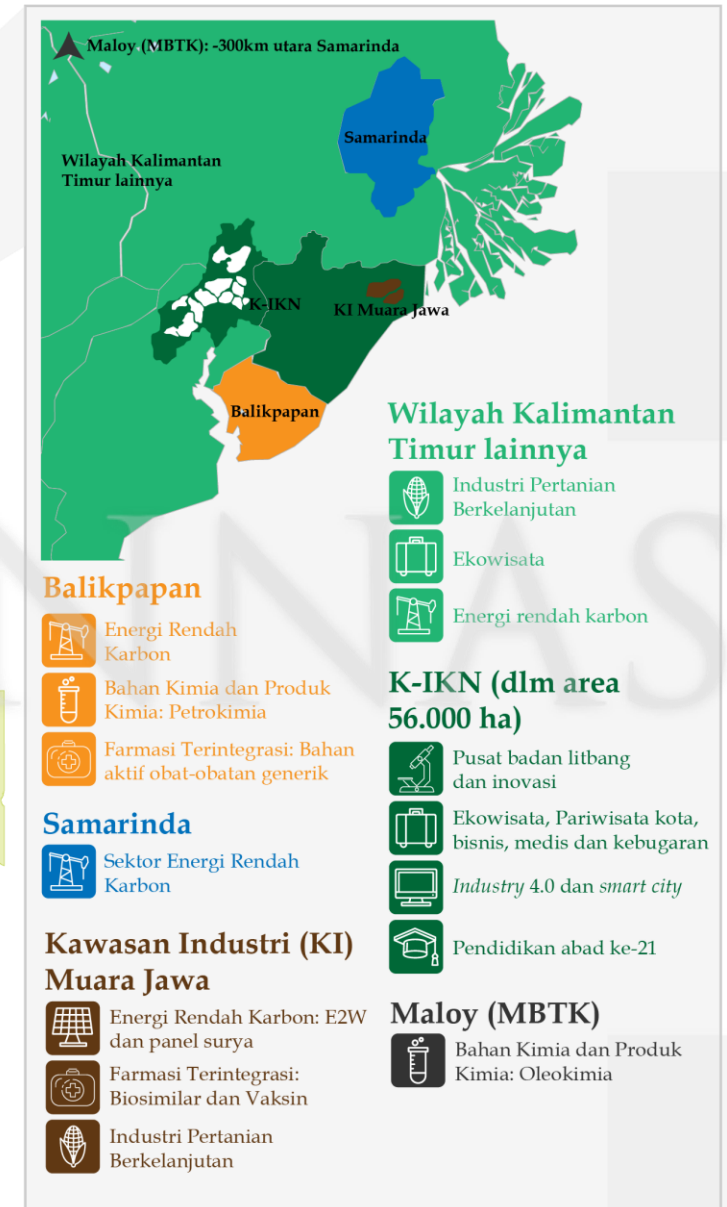 Maloy (MBTK): -300km utara Samarinda
Samarinda
Wilayah Kalimantan
Timur lainnya
K-IKN
KI Muara Jawa
Balikpapan
Balikpapan
Energi Rendah
Karbon
Bahan Kimia dan Produk
Kimia: Petrokimia
Farmasi Terintegrasi: Bahan
aktif obat-obatan generik
Samarinda
Sektor Energi Rendah
Karbon
Kawasan Industri (KI)
Muara Jawa
Energi Rendah Karbon: E2W
dan panel surya
Farmasi Terintegrasi:
Biosimilar dan Vaksin
Industri Pertanian
Berkelanjutan
Wilayah Kalimantan
Timur lainnya
Industri Pertanian
Berkelanjutan
Ekowisata
Energi rendah karbon
K-IKN (dlm area
56.000 ha)
Pusat badan litbang
dan inovasi
Ekowisata, Pariwisata kota,
bisnis, medis dan kebugaran
Industry 4.0 dan smart city
Pendidikan abad ke-21
Maloy (MBTK)
Bahan Kimia dan Produk
Kimia: Oleokimia